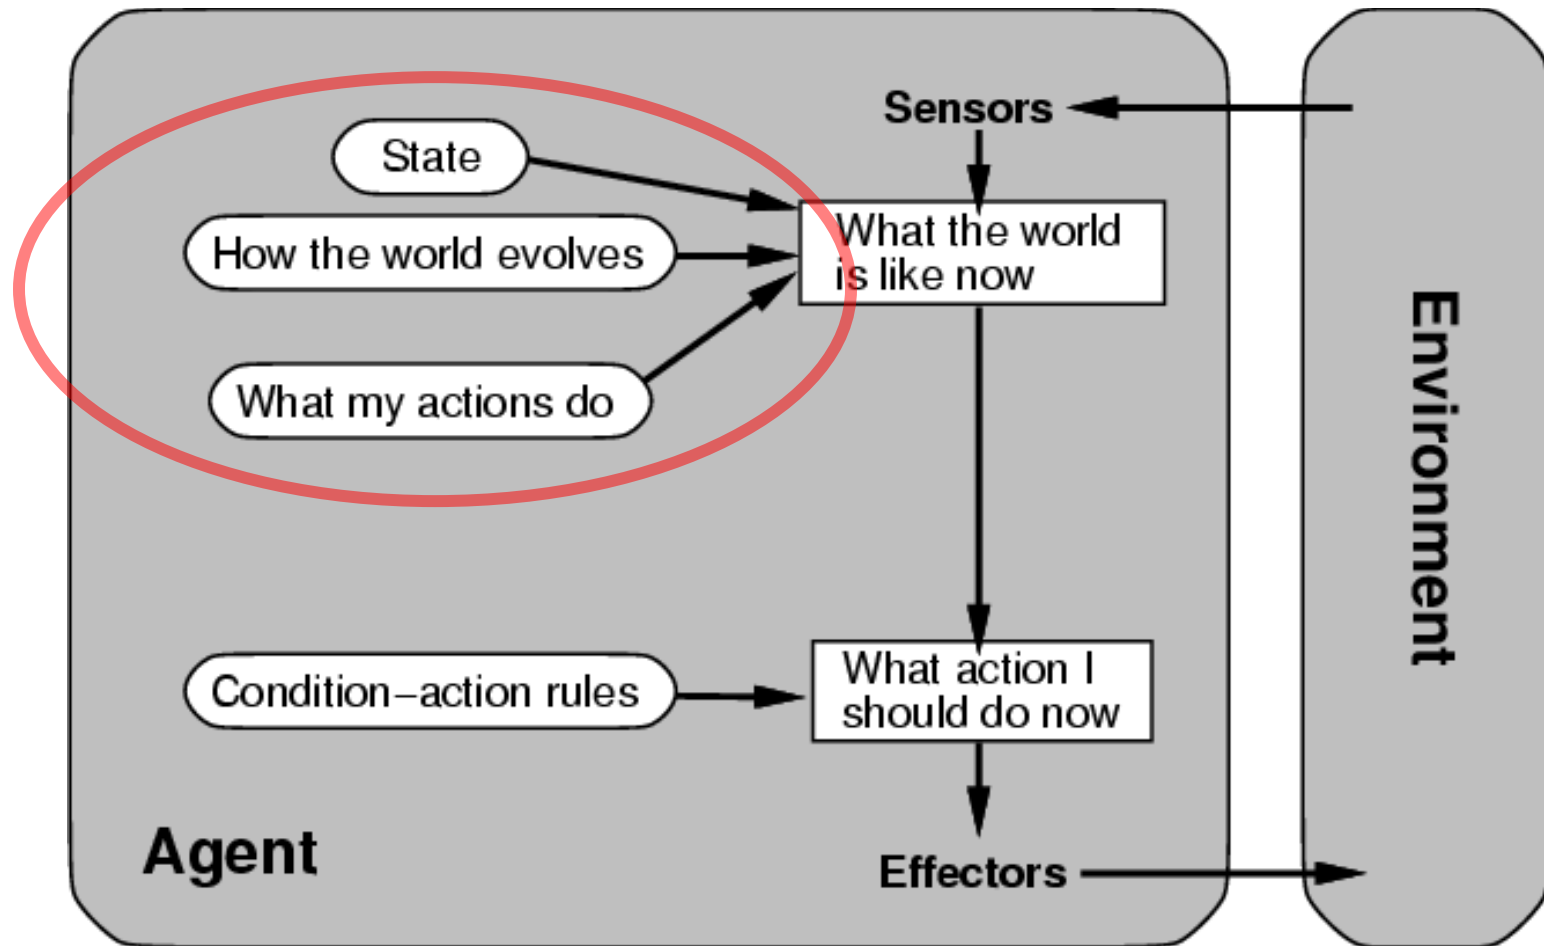 Sensors
State
What the world
is like now
How the world evolves
What my actions do
Environment
What action I
should do now
Condition–action rules
Agent
Effectors